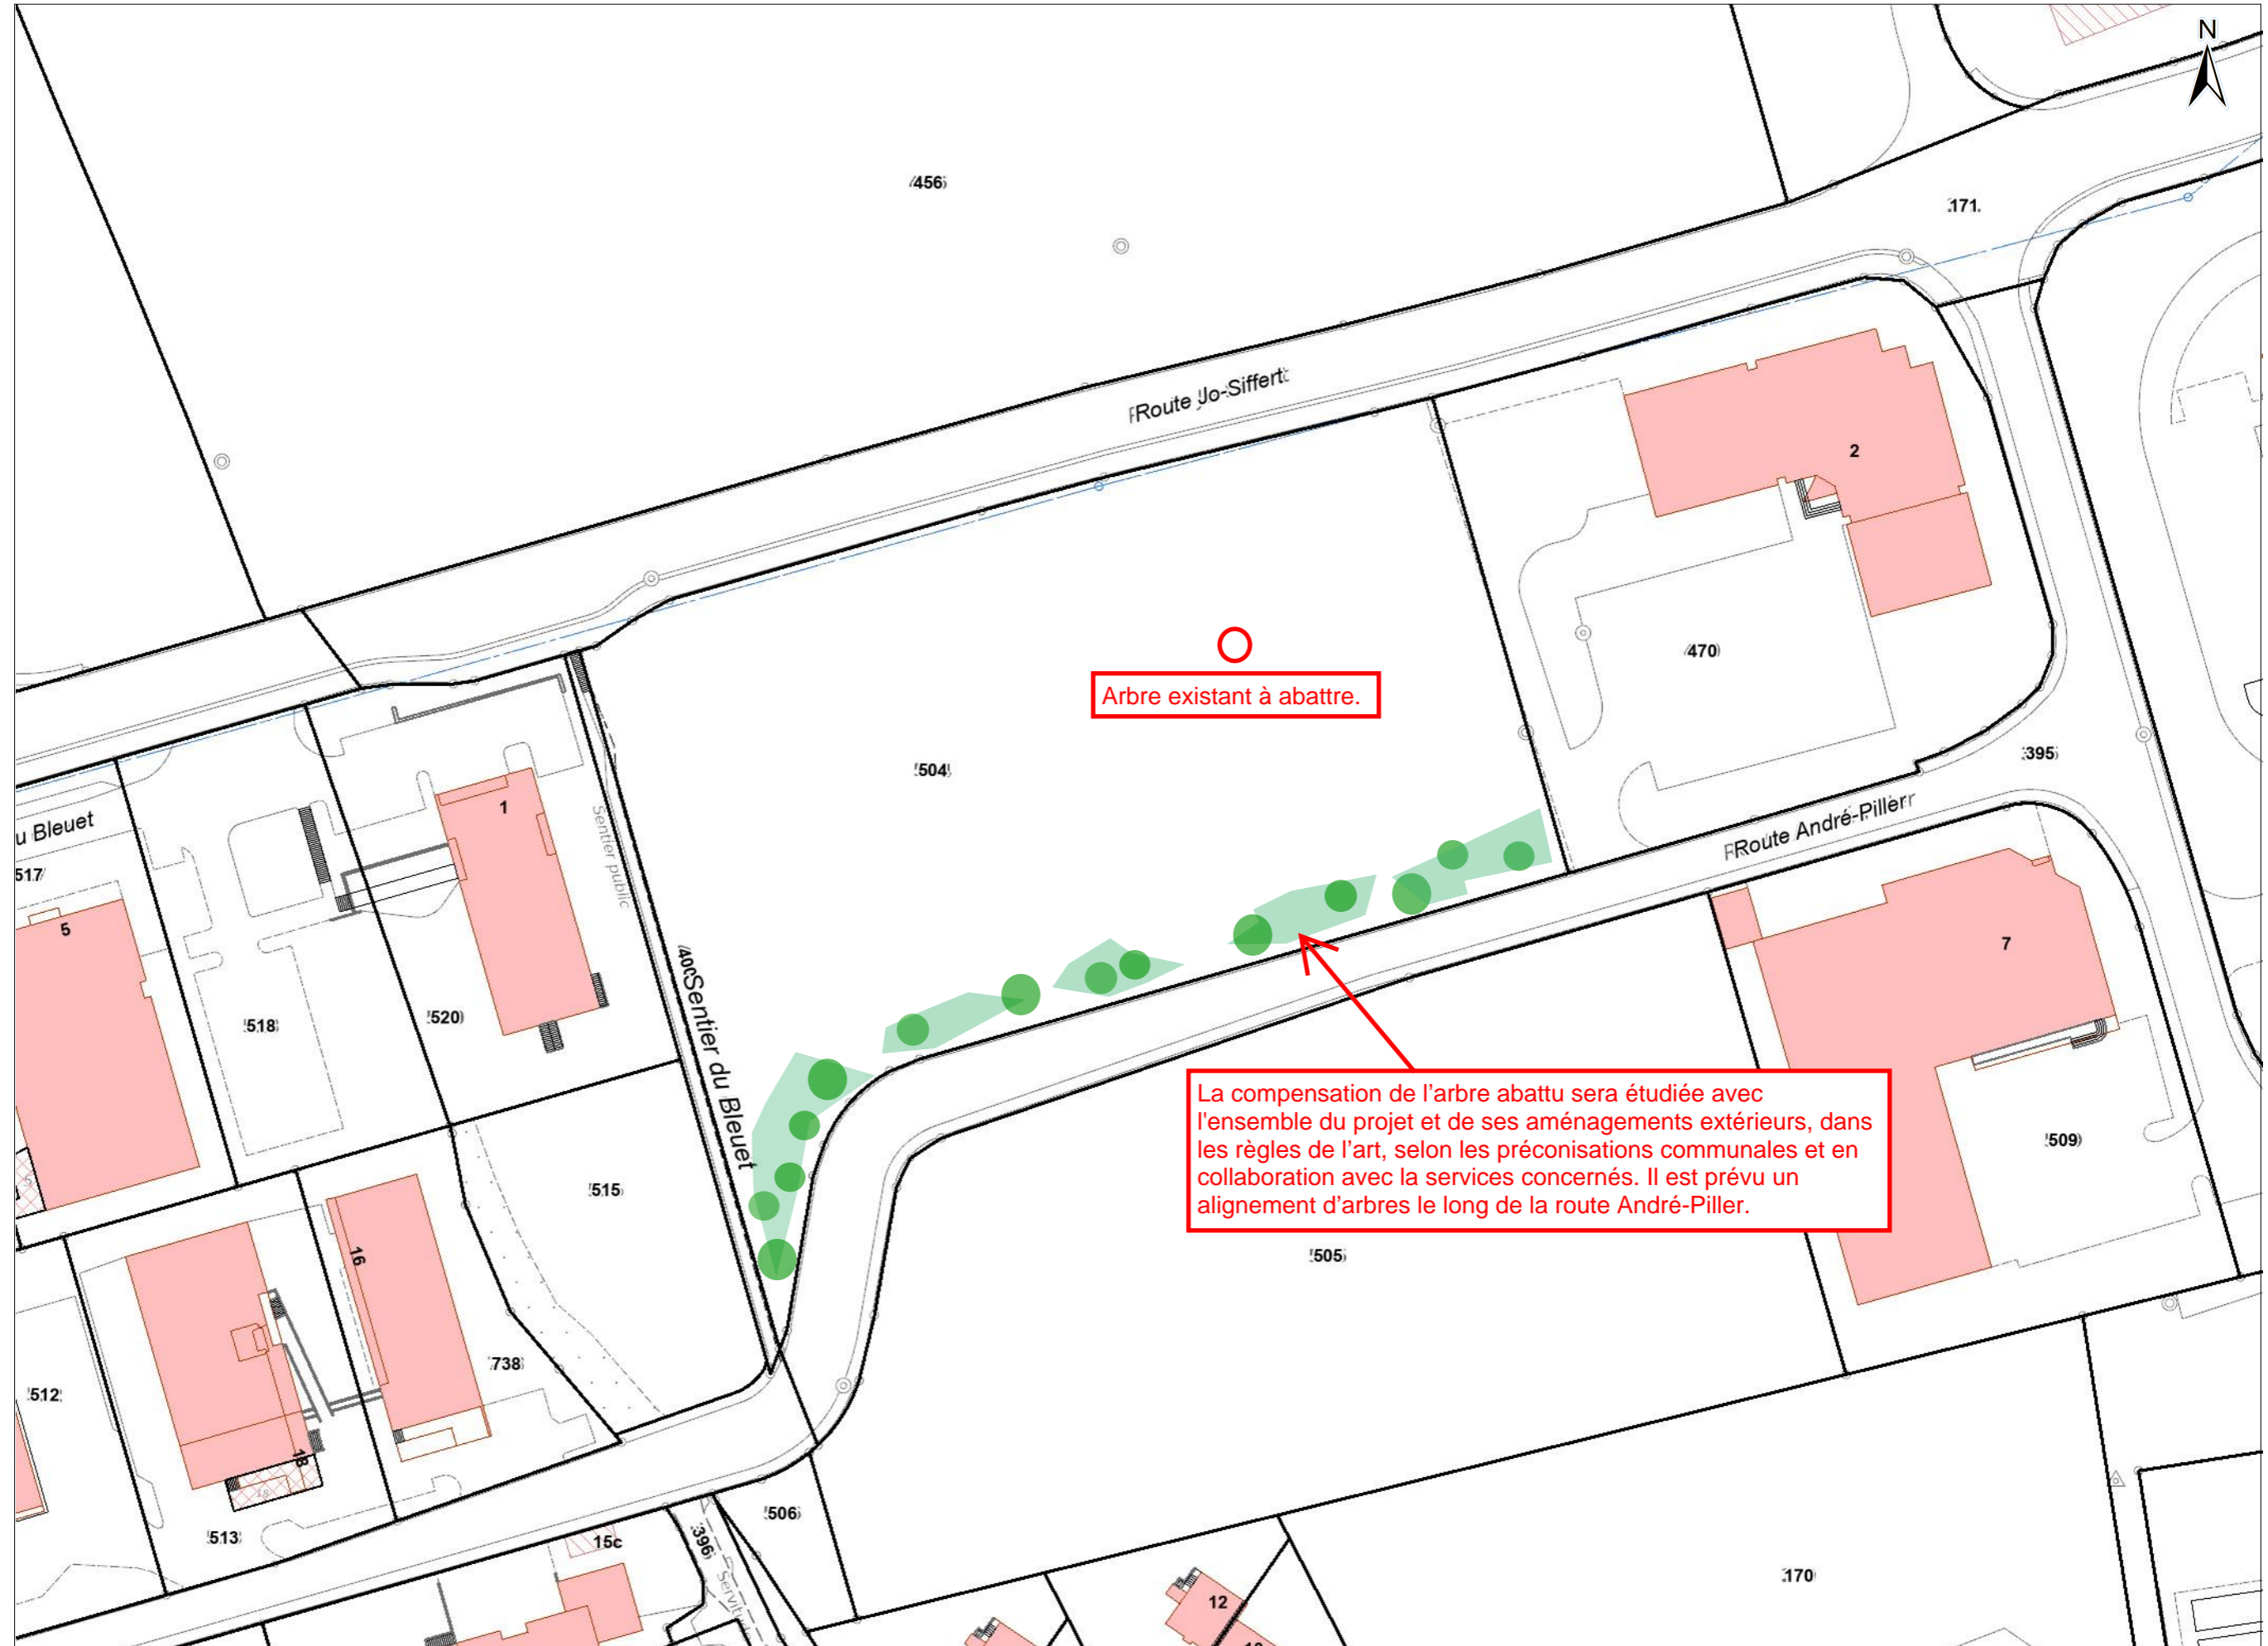 N
456
171
Route Jo-Siffert
2
470
Arbre existant à abattre.
504
395
1
Sentier public
Route André-Piller
u Bleuet
517
5
7
400
Sentier du Bleuet
518
520
La compensation de l'arbre abattu sera étudiée avec
l'ensemble du projet et de ses aménagements extérieurs, dans
les règles de l'art, selon les préconisations communales et en
collaboration avec la services concernés. Il est prévu un
alignement d'arbres le long de la route André-Piller.
509
515
505
16
738
512
18
513
506
15c
396
170
12